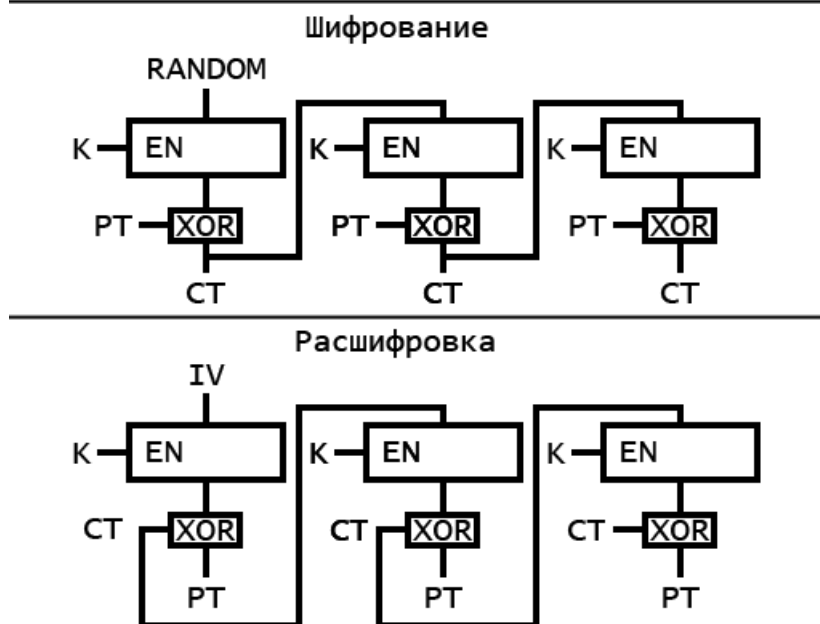 Шифрование
RANDOM
K EN K EN K EN
PT XOR PT XOR PT XOR
CT CT CT
Расшифровка
IV
K EN K EN K EN
CT XOR CT XOR CT XOR
PT PT PT